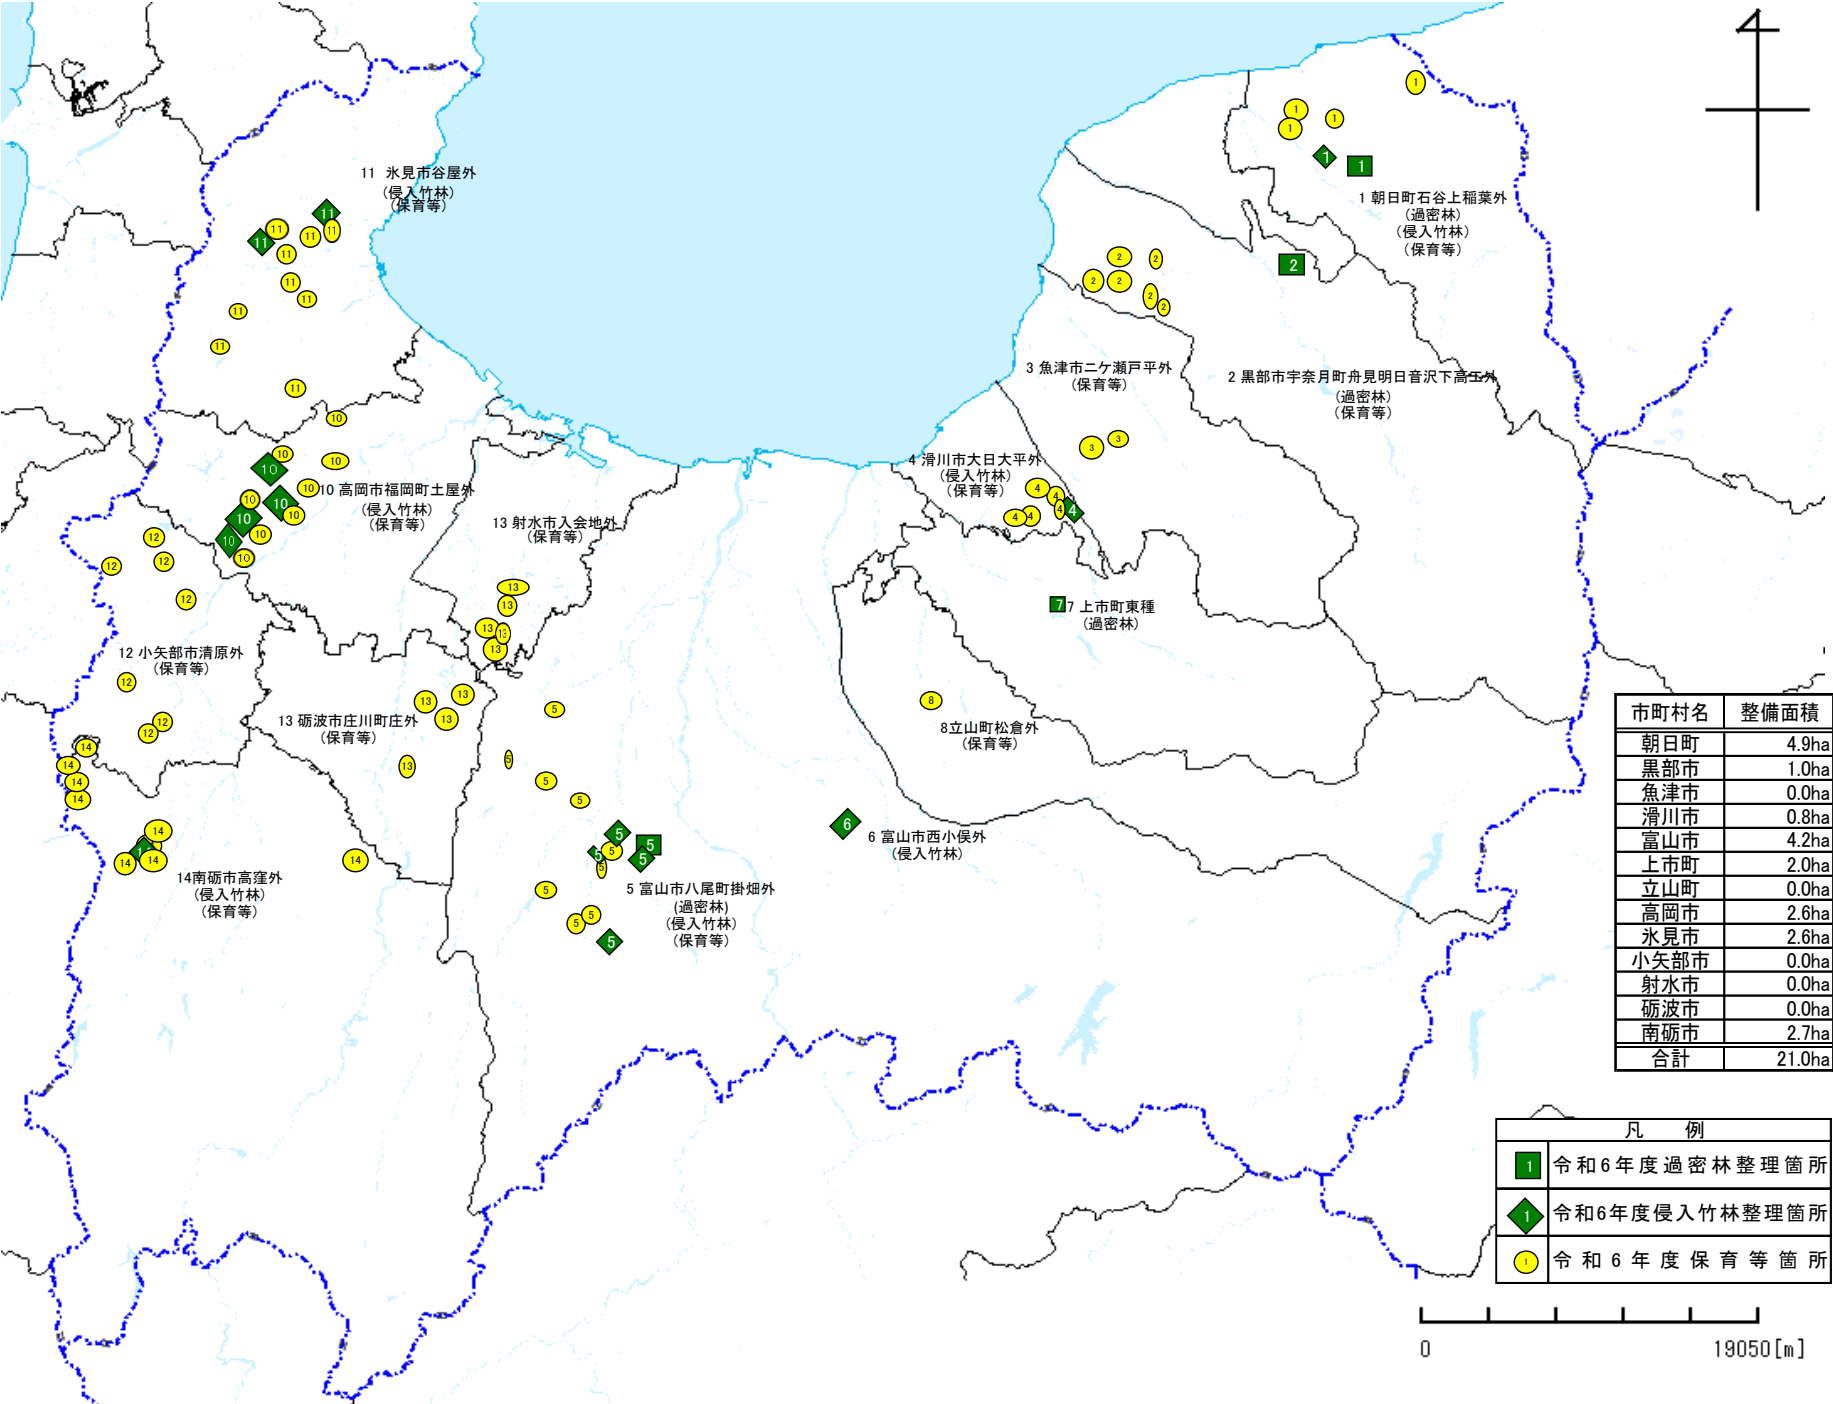 11 氷見市谷屋外
(侵入竹林)
(保育等)
1 朝日町石谷上稲葉外
(過密林)
(侵入竹林)
(保育等)
3 魚津市二ケ瀬戸平外
(保育等)
2 黒部市宇奈月町舟見明日音沢下高工外
(過密林)
(保育等)
4 滑川市大日大平外
(侵入竹林)
(保育等)
10 高岡市福岡町土屋外
(侵入竹林)
(保育等)
13 射水市入会地外
(保育等)
7 上市町東種
(過密林)
12 小矢部市清原外
(保育等)
13 砺波市庄川町庄外
(保育等)
8立山町松倉外
(保育等)
6 富山市西小俣外
(侵入竹林)
14南砺市高窪外
(侵入竹林)
(保育等)
5 富山市八尾町掛畑外
(過密林)
(侵入竹林)
(保育等)
市町村名 整備面積
朝日町 4.9ha
黒部市 1.0ha
魚津市 0.0ha
滑川市 0.8ha
富山市 4.2ha
上市町 2.0ha
立山町 0.0ha
高岡市 2.6ha
氷見市 2.6ha
小矢部市 0.0ha
射水市 0.0ha
砺波市 0.0ha
南砺市 2.7ha
合計 21.0ha
凡 例
1 令和6年度過密林整理箇所
1 令和6年度侵入竹林整理箇所
1 令和6年度保育等箇所
0 19050[m]